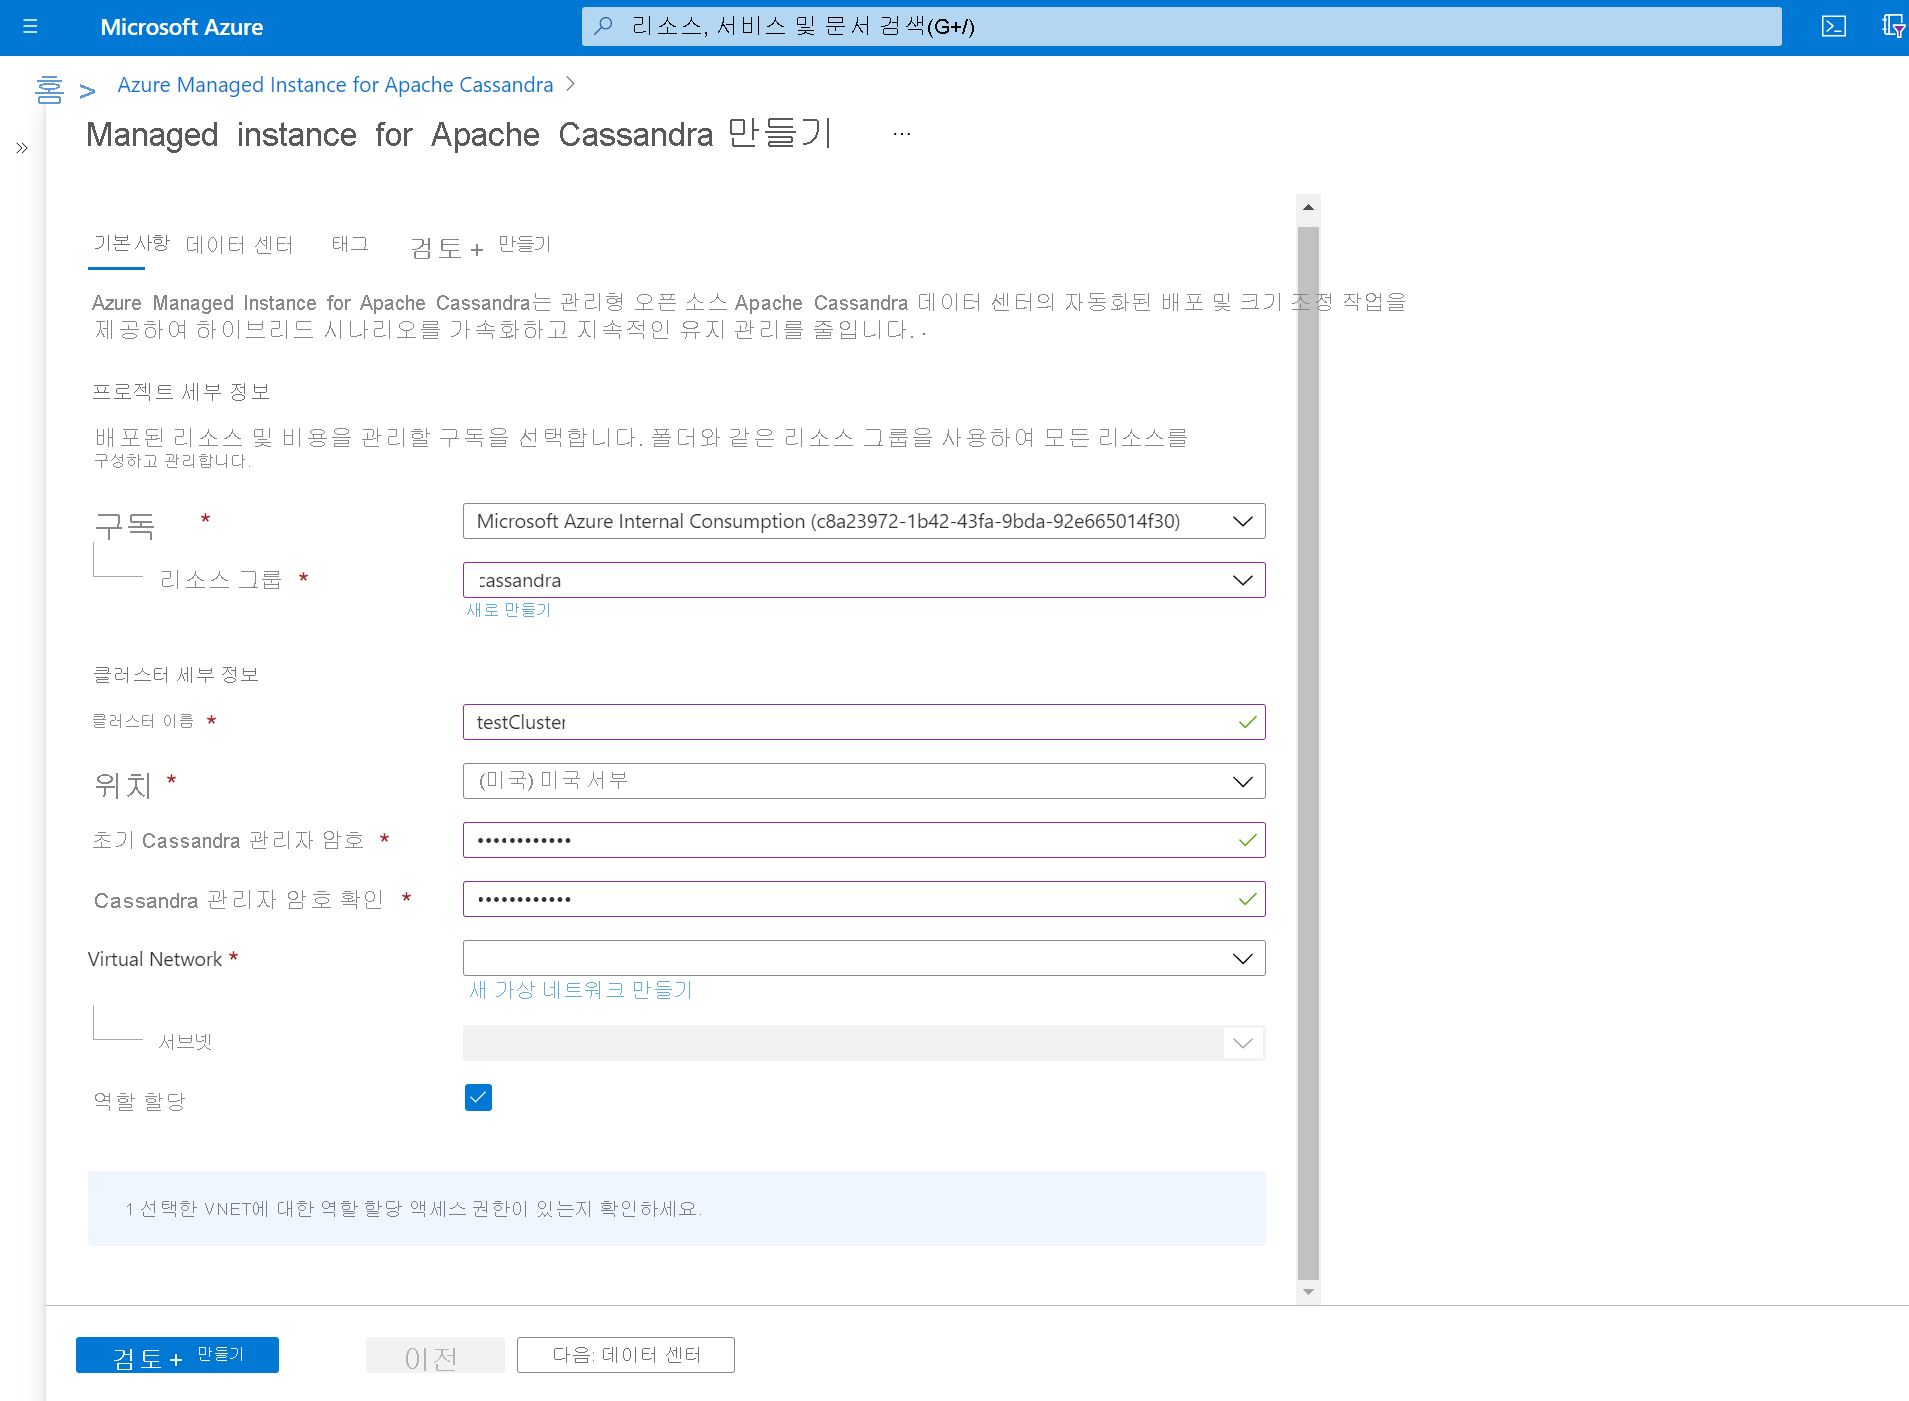 Microsoft Azure
리소스, 서비스 및 문서 검색(G+/)
홈 > Azure Managed Instance for Apache Cassandra >
Managed instance for Apache Cassandra 만들기 ...
기본 사항 데이터 센터 태그 검토 + 만들기
Azure Managed Instance for Apache Cassandra는 관리형 오픈 소스 Apache Cassandra 데이터 센터의 자동화된 배포 및 크기 조정 작업을
제공하여 하이브리드 시나리오를 가속화하고 지속적인 유지 관리를 줄입니다. .
프로젝트 세부 정보
배포된 리소스 및 비용을 관리할 구독을 선택합니다. 폴더와 같은 리소스 그룹을 사용하여 모든 리소스를
구성하고 관리합니다.
구독 * Microsoft Azure Internal Consumption (c8a23972-1b42-43fa-9bda-92e665014f30)
리소스 그룹 * cassandra
새로 만들기
클러스터 세부 정보
클러스터 이름 * testCluster
위치 * (미국) 미국 서부
초기 Cassandra 관리자 암호 * ••••••••••••
Cassandra 관리자 암호 확인 * ••••••••••••
Virtual Network *
새 가상 네트워크 만들기
서브넷
역할 할당
1 선택한 VNET에 대한 역할 할당 액세스 권한이 있는지 확인하세요.
검토 + 만들기 이전 다음: 데이터 센터